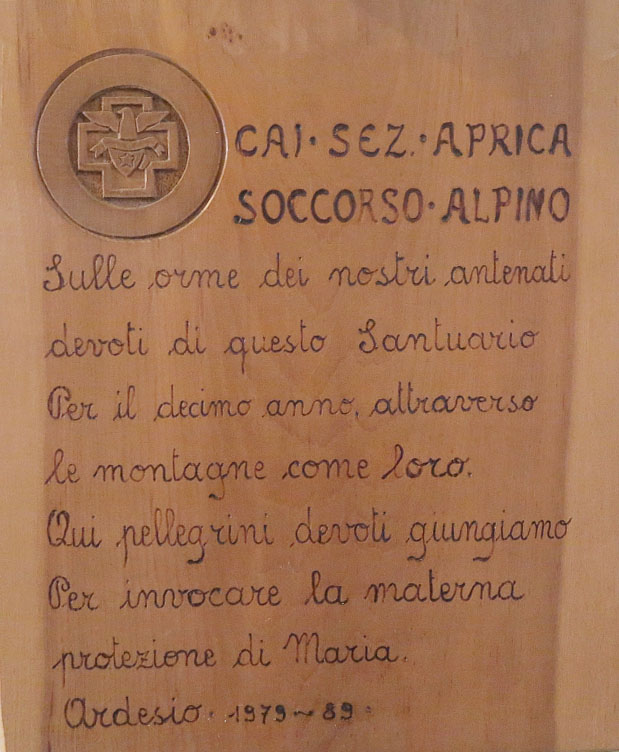 CAI·SEZ.·APRICA
SOCCORSO·ALPINO
Sulle orme dei nostri antenati
devoti di questo Santuario
Per il decimo anno, attraverso
le montagne come loro.
Qui pellegrini devoti giungiamo
Per invocare la materna
protezione di Maria.
Ardesio· 1979~89·